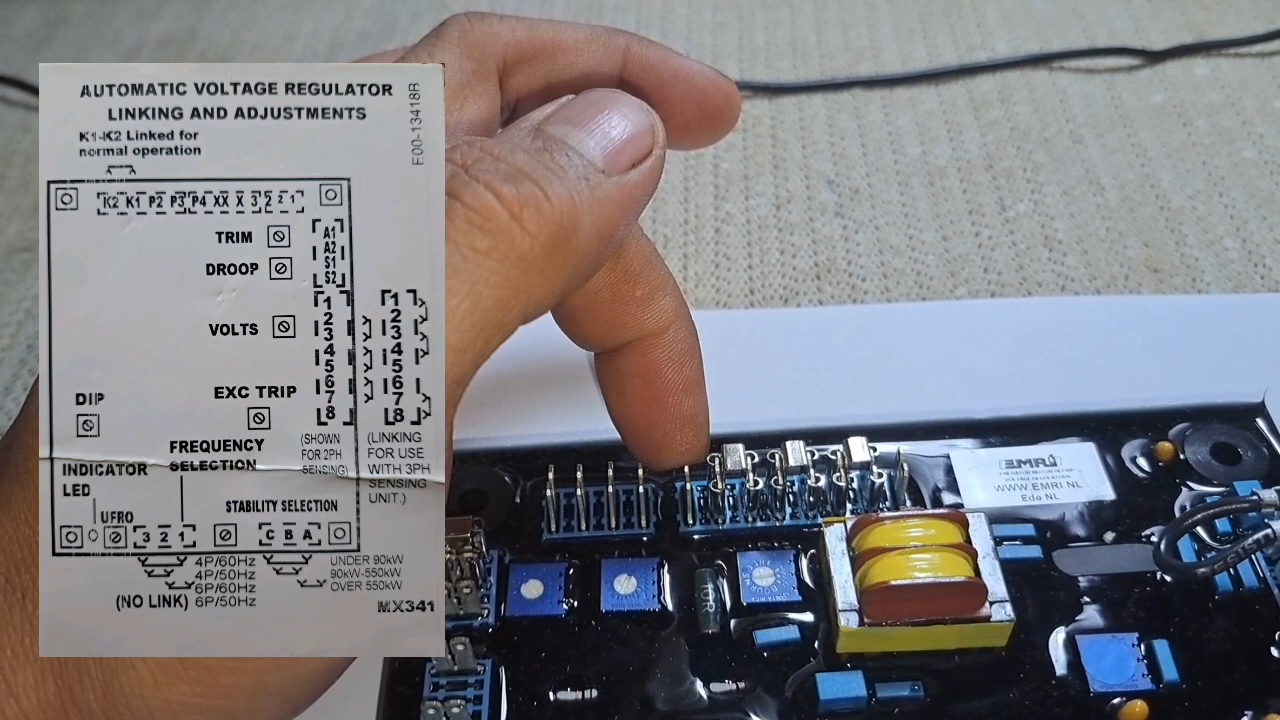 AUTOMATIC VOLTAGE REGULATOR
LINKING AND ADJUSTMENTS
E00-13418R
K1-K2 Linked for
normal operation
K2 K1 P2 P3 P4 XX X 3 2 2 1
TRIM
A1
A2
DROOP
S1
S2
VOLTS
1
2
3
4
5
6
7
8
1
2
3
4
5
6
7
8
DIP
EXC TRIP
FREQUENCY
SELECTION
(SHOWN
FOR 2PH
SENSING)
(LINKING
FOR USE
WITH 3PH
SENSING
UNIT.)
INDICATOR
LED
UFRO
STABILITY SELECTION
3 2 1
C B A
4P/60Hz
4P/50Hz
6P/60Hz
(NO LINK) 6P/50Hz
UNDER 90kW
90kW-550kW
OVER 550kW
MX341
EMRI
WWW.EMRI.NL
Ede NL
10R